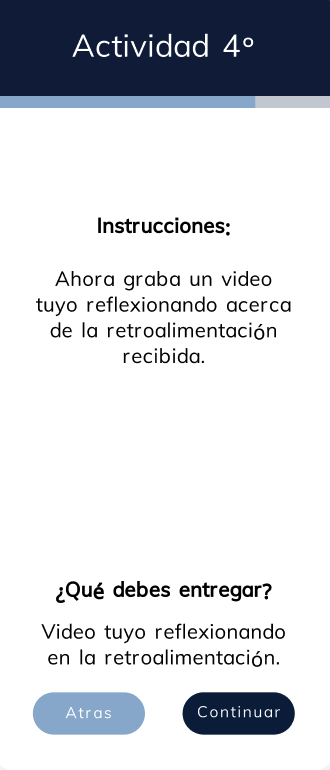 Actividad 4º
Instrucciones:
Ahora graba un video
tuyo reflexionando acerca
de la retroalimentación
recibida.
¿Qué debes entregar?
Video tuyo reflexionando
en la retroalimentación.
Atras
Continuar